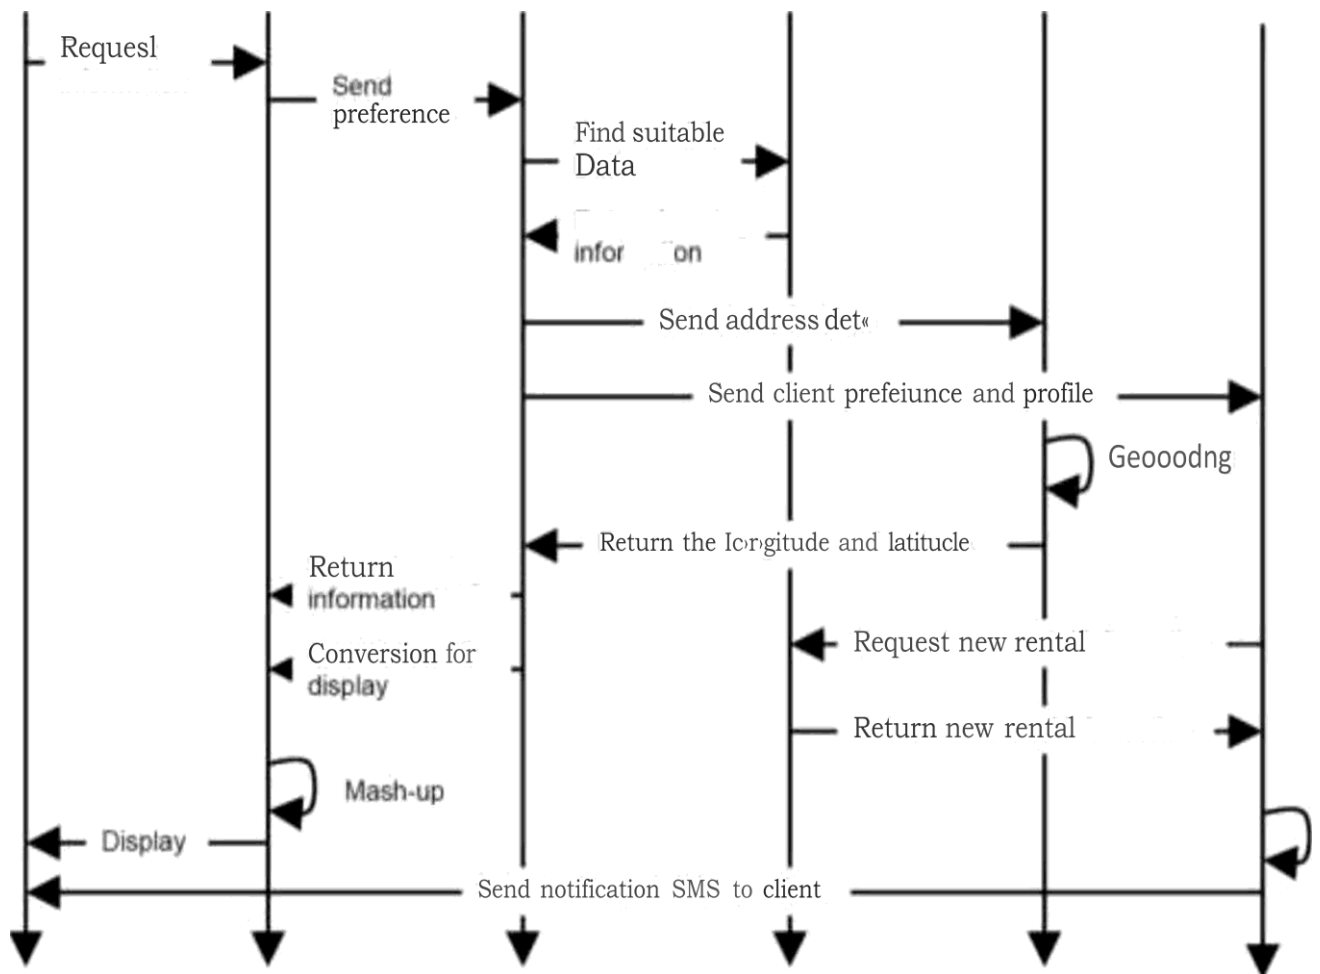 Requesl
Send
preference
Find suitable
Data
infor on
Send address det«
Send client prefeiunce and profile
Geooodng
Return the Ic›r›gitude and latitucle
Return
information
Conversion for
display
Request new rental
Return new rental
Mash-up
Display
Send notification SMS to client